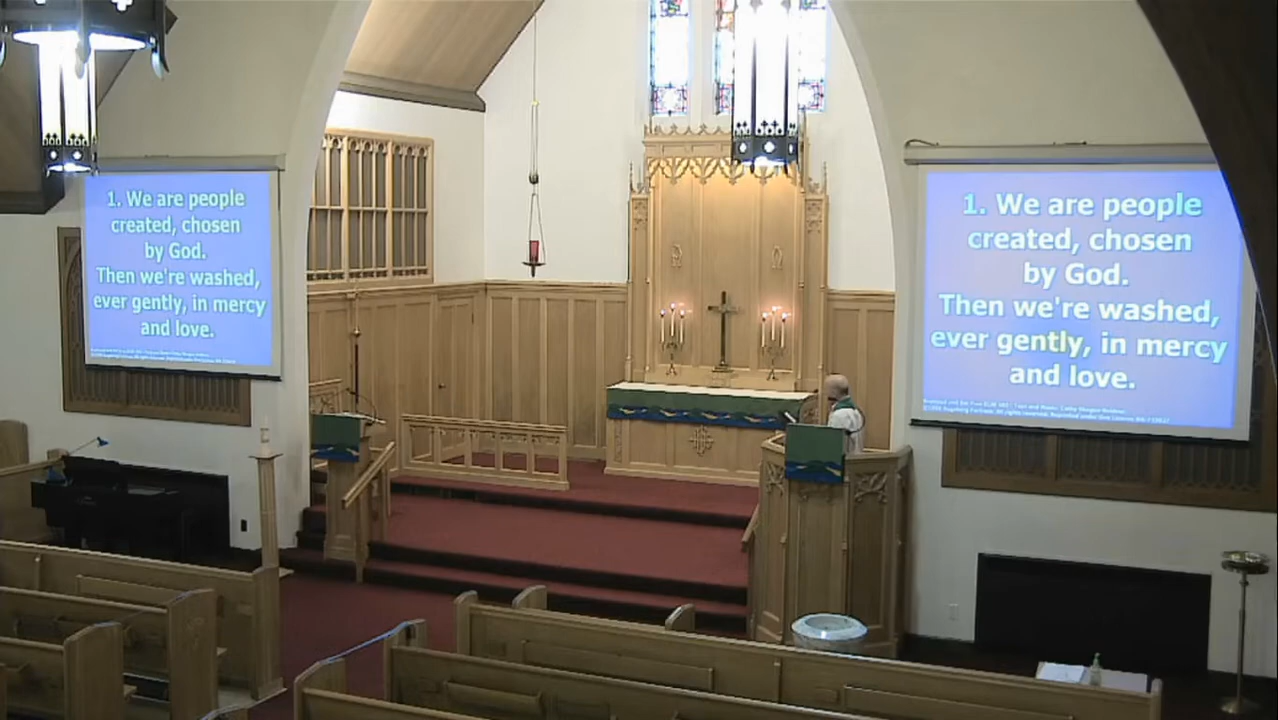 1. We are people
created, chosen
by God.
Then we're washed,
ever gently, in mercy
and love.
1. We are people
created, chosen
by God.
Then we're washed,
ever gently, in mercy
and love.